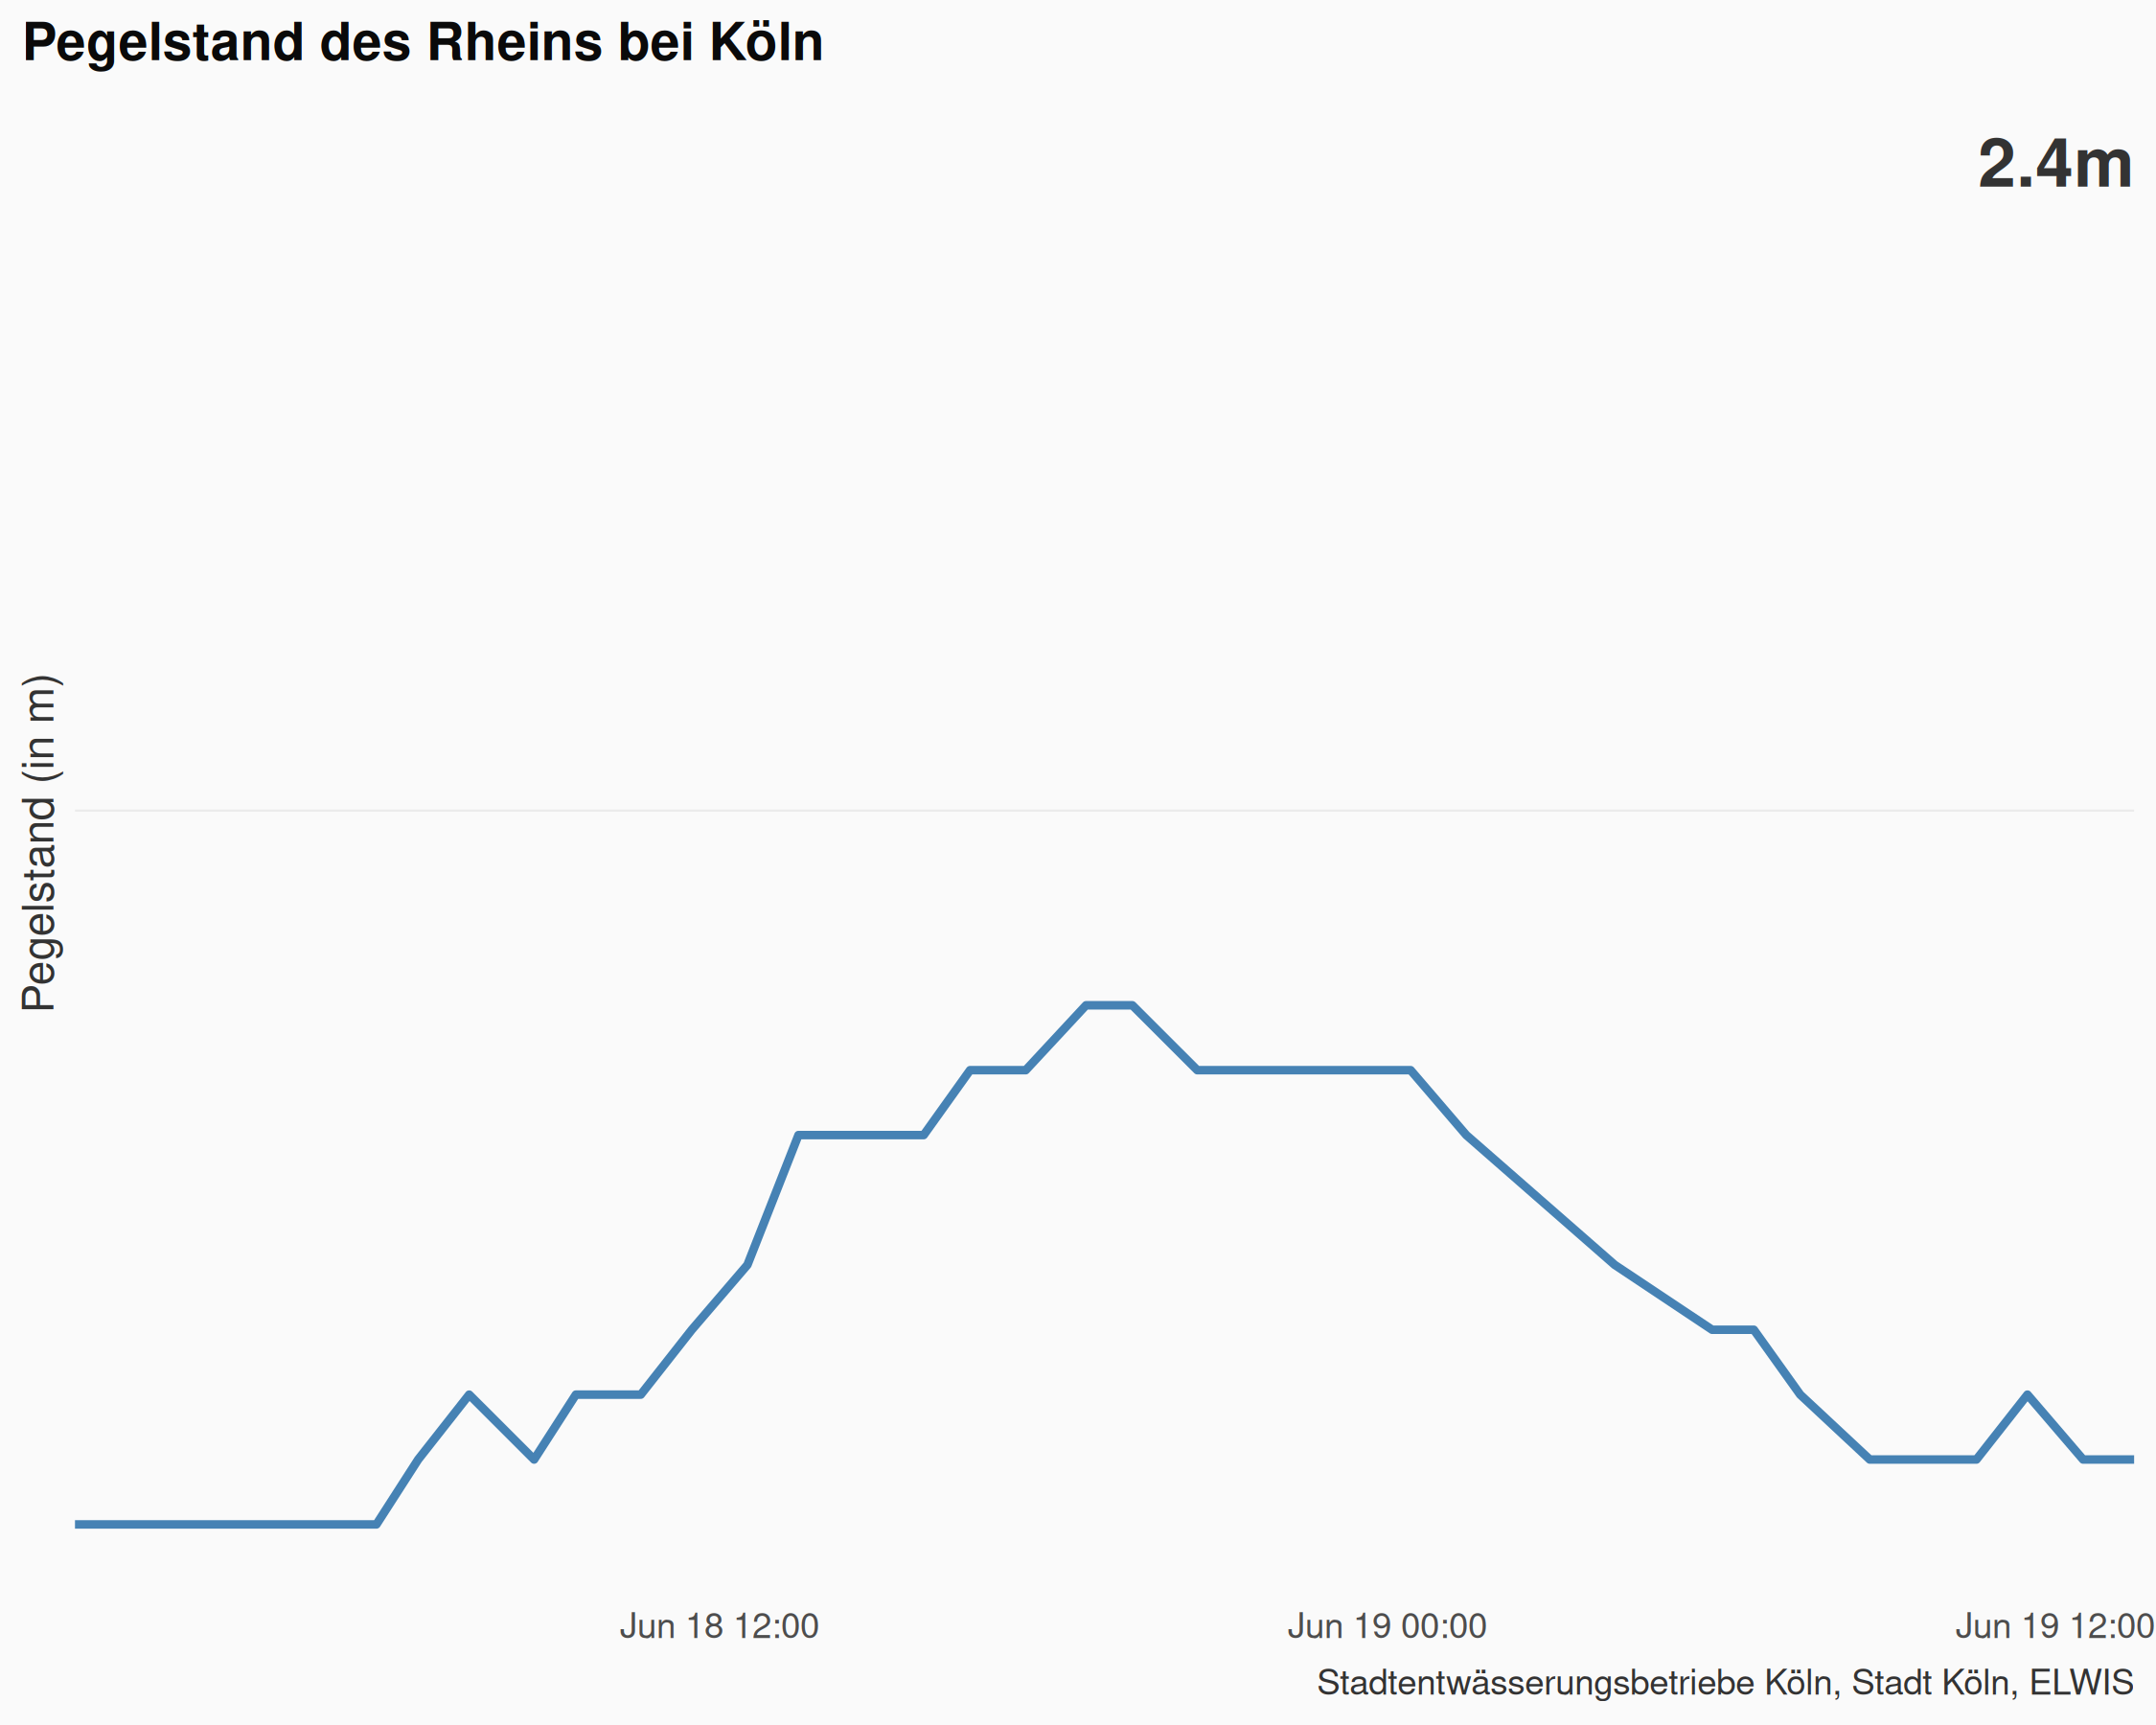 Pegelstand des Rheins bei Köln
2.4m
Pegelstand (in m)
Jun 18 12:00 Jun 19 00:00 Jun 19 12:00
Stadtentwässerungsbetriebe Köln, Stadt Köln, ELWIS